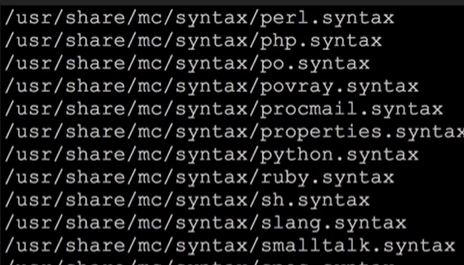 /usr/share/mc/syntax/perl.syntax
/usr/share/mc/syntax/php.syntax
/usr/share/mc/syntax/po.syntax
/usr/share/mc/syntax/povray.syntax
/usr/share/mc/syntax/procmail.syntax
/usr/share/mc/syntax/properties.syntax
/usr/share/mc/syntax/python.syntax
/usr/share/mc/syntax/ruby.syntax
/usr/share/mc/syntax/sh.syntax
/usr/share/mc/syntax/slang.syntax
/usr/share/mc/syntax/smalltalk.syntax